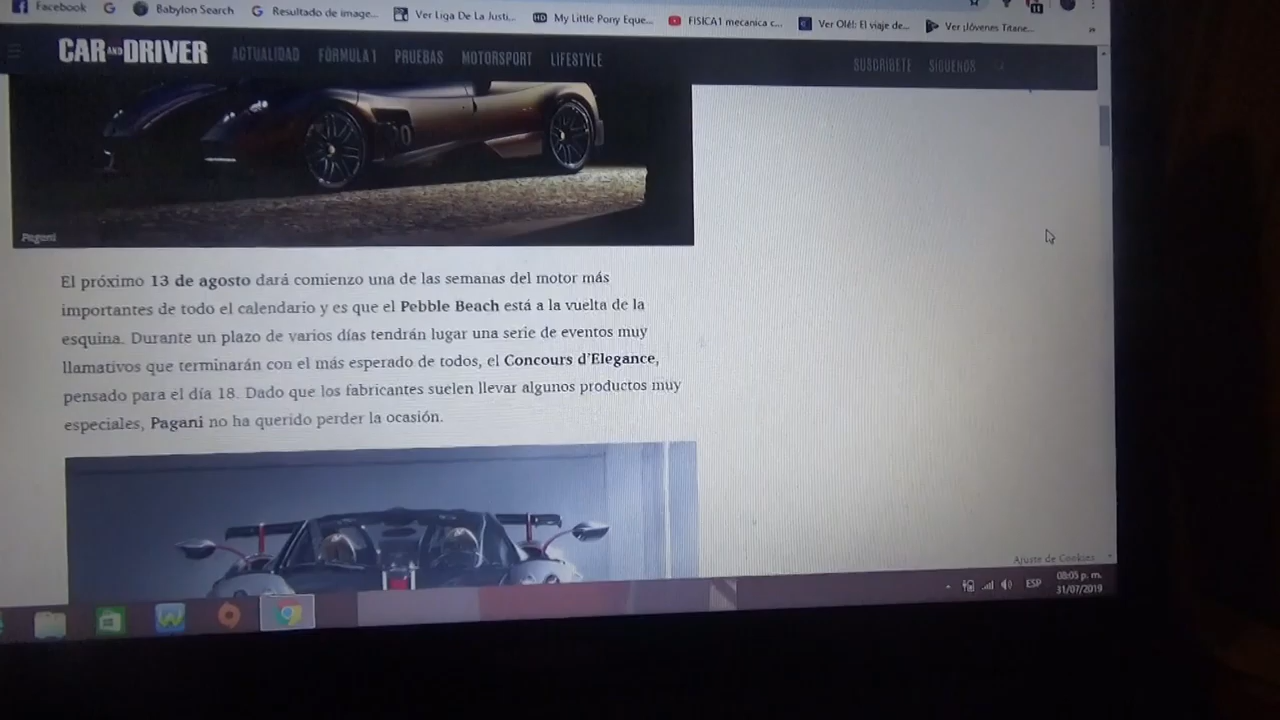 Facebook
Babylon Search
Resultado de image...
Ver Liga De La Justi...
HD
My Little Pony Eque...
FISICA1 mecanica c...
Ver Olé!: El viaje de...
Ver ¡Jóvenes Titane...
11
CAR AND DRIVER
ACTUALIDAD
FÓRMULA 1
PRUEBAS
MOTORSPORT
LIFESTYLE
SUSCRÍBETE
SÍGUENOS
Pagani
El próximo 13 de agosto dará comienzo una de las semanas del motor más
importantes de todo el calendario y es que el Pebble Beach está a la vuelta de la
esquina. Durante un plazo de varios días tendrán lugar una serie de eventos muy
llamativos que terminarán con el más esperado de todos, el Concours d'Elegance,
pensado para el día 18. Dado que los fabricantes suelen llevar algunos productos muy
especiales, Pagani no ha querido perder la ocasión.
Ajuste de Cookies
ESP
08:05 p. m.
31/07/2019